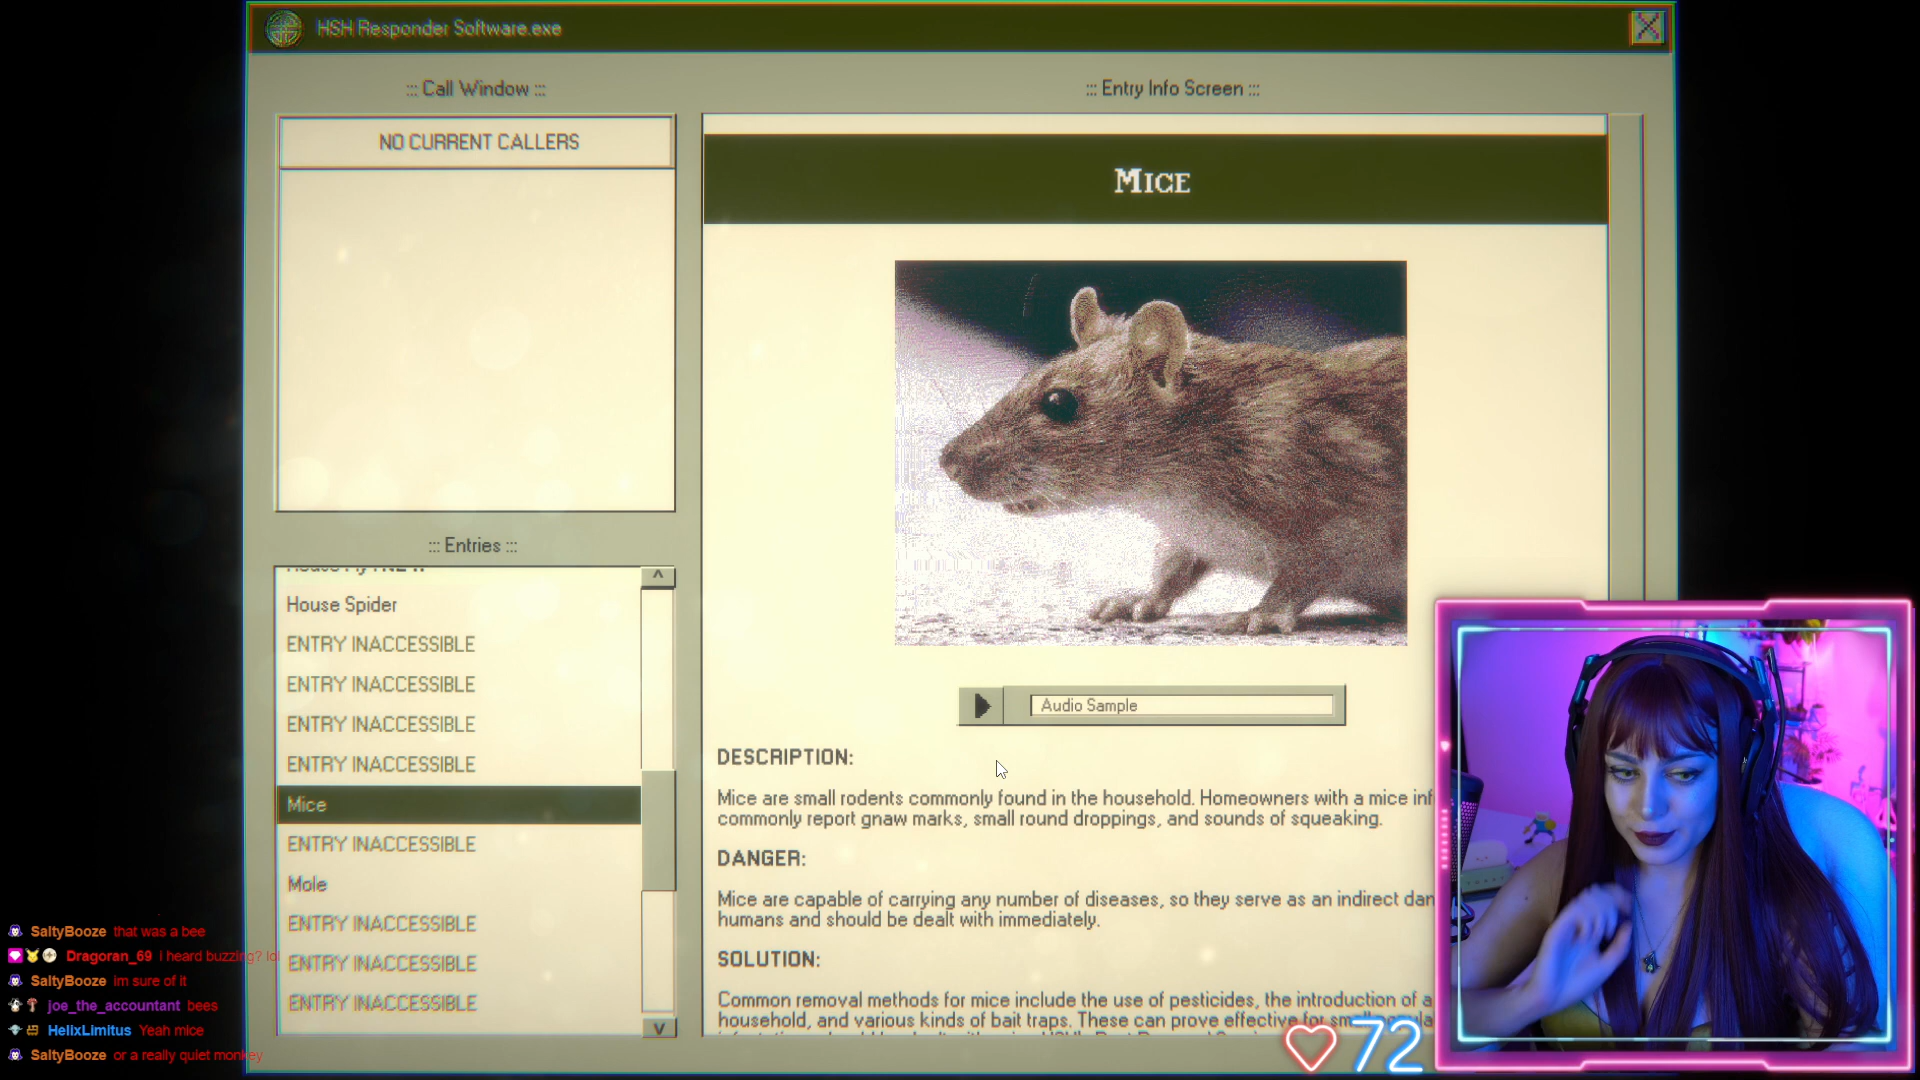 HSH Responder Software.exe
::: Call Window :::
::: Entry Info Screen :::
NO CURRENT CALLERS
MICE
::: Entries :::
House Spider
ENTRY INACCESSIBLE
ENTRY INACCESSIBLE
ENTRY INACCESSIBLE
ENTRY INACCESSIBLE
Mice
ENTRY INACCESSIBLE
Mole
ENTRY INACCESSIBLE
ENTRY INACCESSIBLE
ENTRY INACCESSIBLE
Audio Sample
DESCRIPTION:
Mice are small rodents commonly found in the household. Homeowners with a mice inf
commonly report gnaw marks, small round droppings, and sounds of squeaking.
DANGER:
Mice are capable of carrying any number of diseases, so they serve as an indirect dan
humans and should be dealt with immediately.
SOLUTION:
Common removal methods for mice include the use of pesticides, the introduction of a
household, and various kinds of bait traps. These can prove effective for small
SaltyBooze that was a bee
Dragoran_69 i heard buzzing? lol
SaltyBooze Im sure of it
joe_the_accountant bees
HelixLimitus Yeah mice
SaltyBooze or a really quiet monkey
72